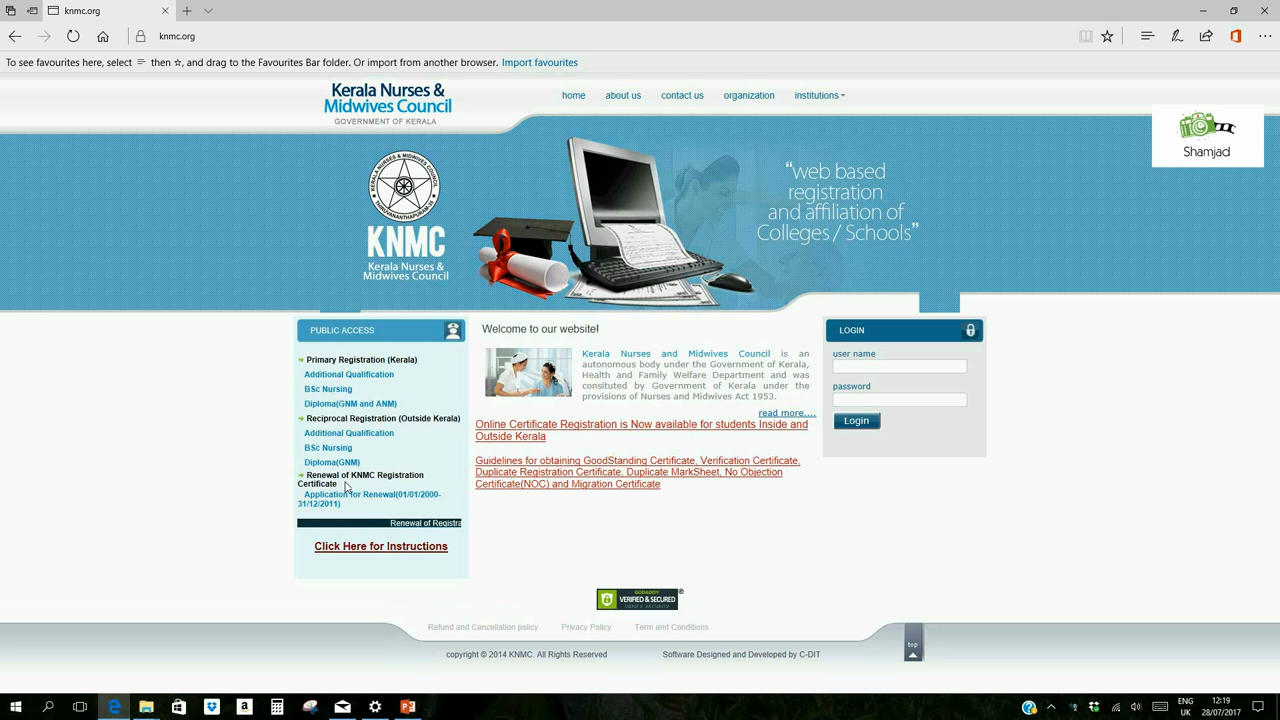 knmc.org
knmc.org
To see favourites here, select then ☆, and drag to the Favourites Bar folder. Or import from another browser. Import favourites
Kerala Nurses &
Midwives Council
GOVERNMENT OF KERALA
home about us contact us organization institutions
Shamjad
KERALA NURSES & MIDWIVES COUNCIL
THIRUVANANTHAPURAM
KNMC
Kerala Nurses &
Midwives Council
“web based
registration
and affiliation of
Colleges / Schools”
PUBLIC ACCESS
Primary Registration (Kerala)
Additional Qualification
BSc Nursing
Diploma(GNM and ANM)
Reciprocal Registration (Outside Kerala)
Additional Qualification
BSc Nursing
Diploma(GNM)
Renewal of KNMC Registration
Certificate
Application for Renewal(01/01/2000-
31/12/2011)
Renewal of Registra
Click Here for Instructions
Welcome to our website!
Kerala Nurses and Midwives Council is an
autonomous body under the Government of Kerala,
Health and Family Welfare Department and was
consituted by Government of Kerala under the
provisions of Nurses and Midwives Act 1953.
read more....
Online Certificate Registration is Now available for students Inside and
Outside Kerala
Guidelines for obtaining GoodStanding Certificate, Verification Certificate,
Duplicate Registration Certificate, Duplicate MarkSheet, No Objection
Certificate(NOC) and Migration Certificate
LOGIN
user name
password
Login
GODADDY
VERIFIED & SECURED
VERIFY SECURITY
Refund and Cancellation policy Privacy Policy Term and Conditions
copyright © 2014 KNMC. All Rights Reserved Software Designed and Developed by C-DIT
top
ENG
UK
12:19
28/07/2017